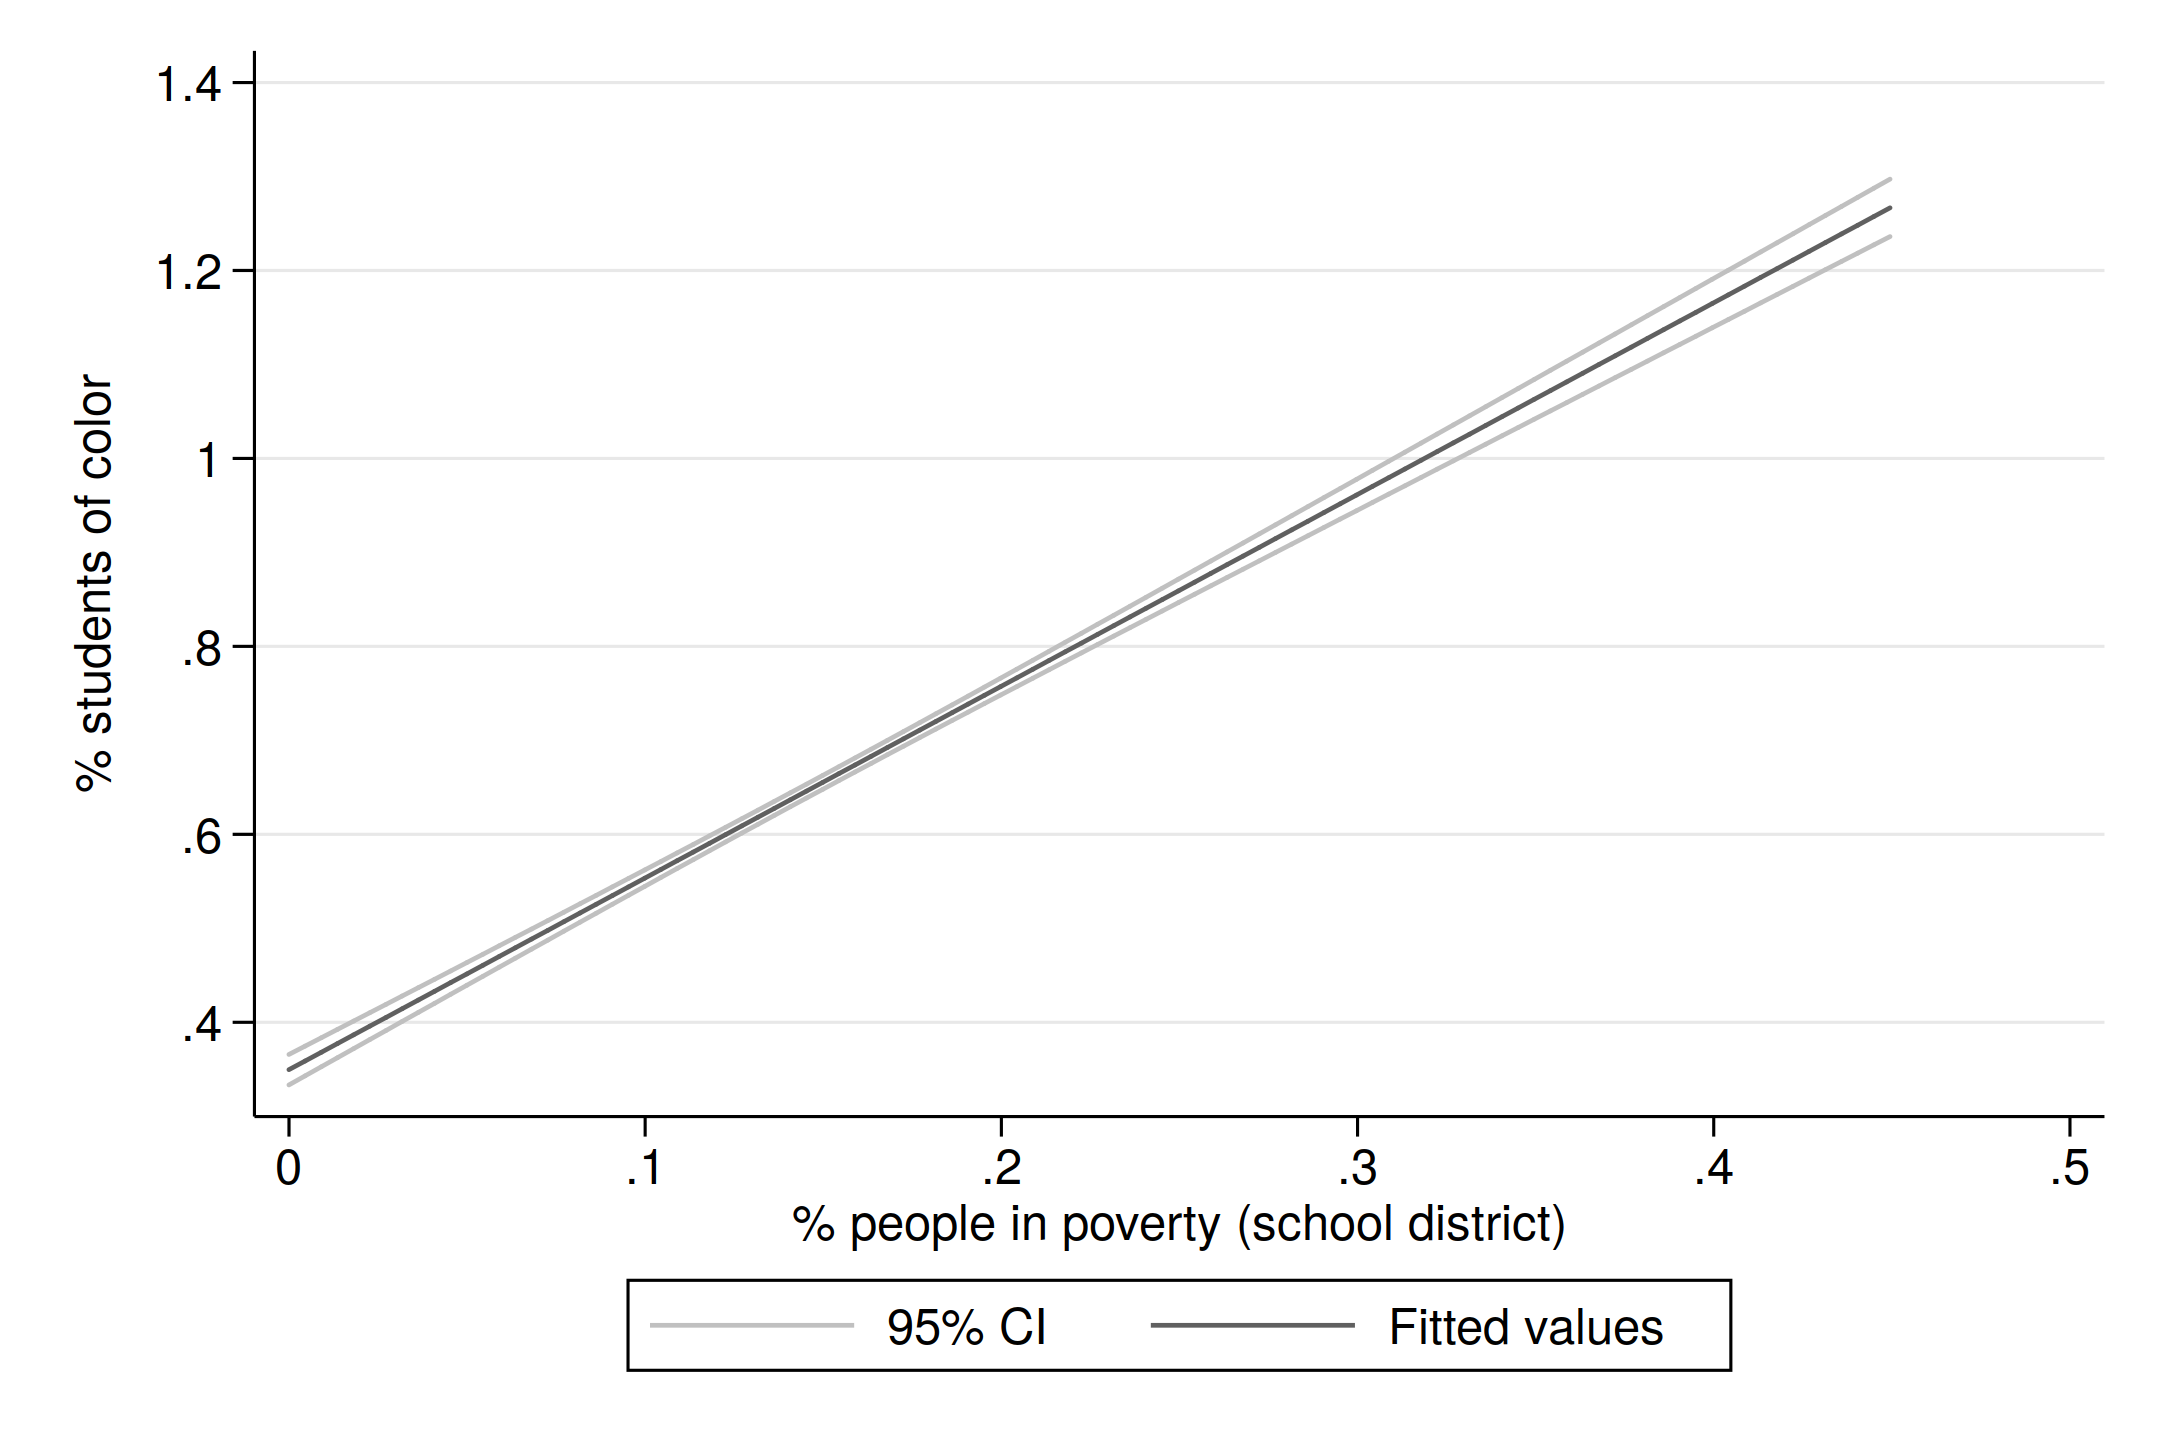 1.4
1.2
1
.8
.6
.4
% students of color
0 .1 .2 .3 .4 .5
% people in poverty (school district)
95% CI Fitted values